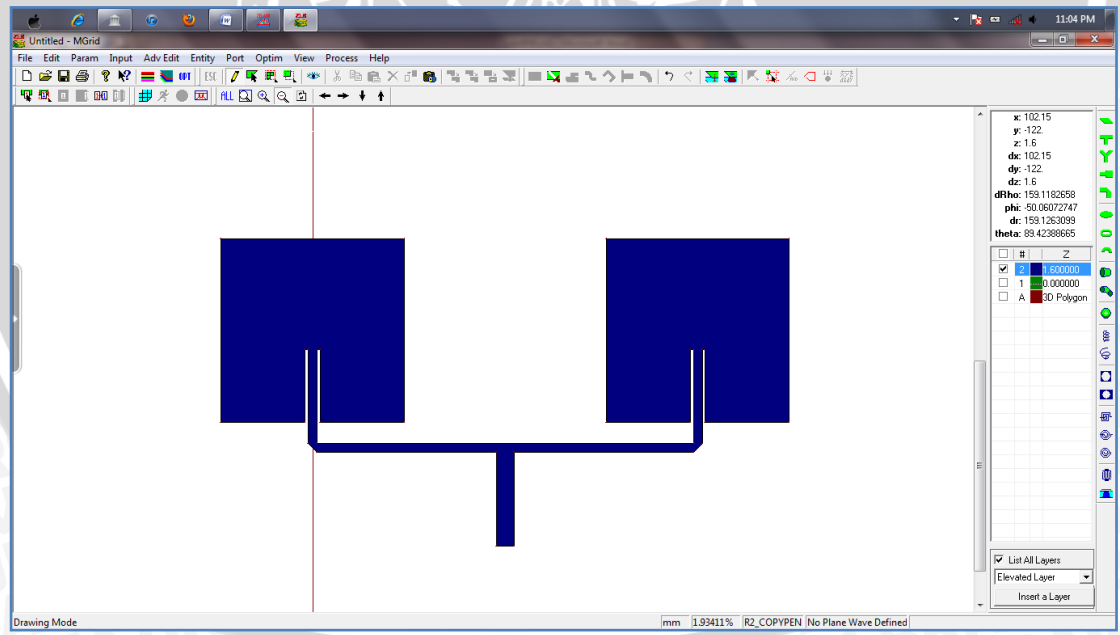 11:04 PM
Untitled - MGrid
File Edit Param Input Adv Edit Entity Port Optim View Process Help
ALL
x: 102.15
y: -122.
z: 1.6
dx: 102.15
dy: -122.
dz: 1.6
dRho: 159.1182658
phi: -50.06072747
dr: 159.1263099
theta: 89.42388665
# Z
2 1.600000
1 0.000000
A 3D Polygon
List All Layers
Elevated Layer
Insert a Layer
Drawing Mode
mm 1.93411% R2_COPYPEN No Plane Wave Defined